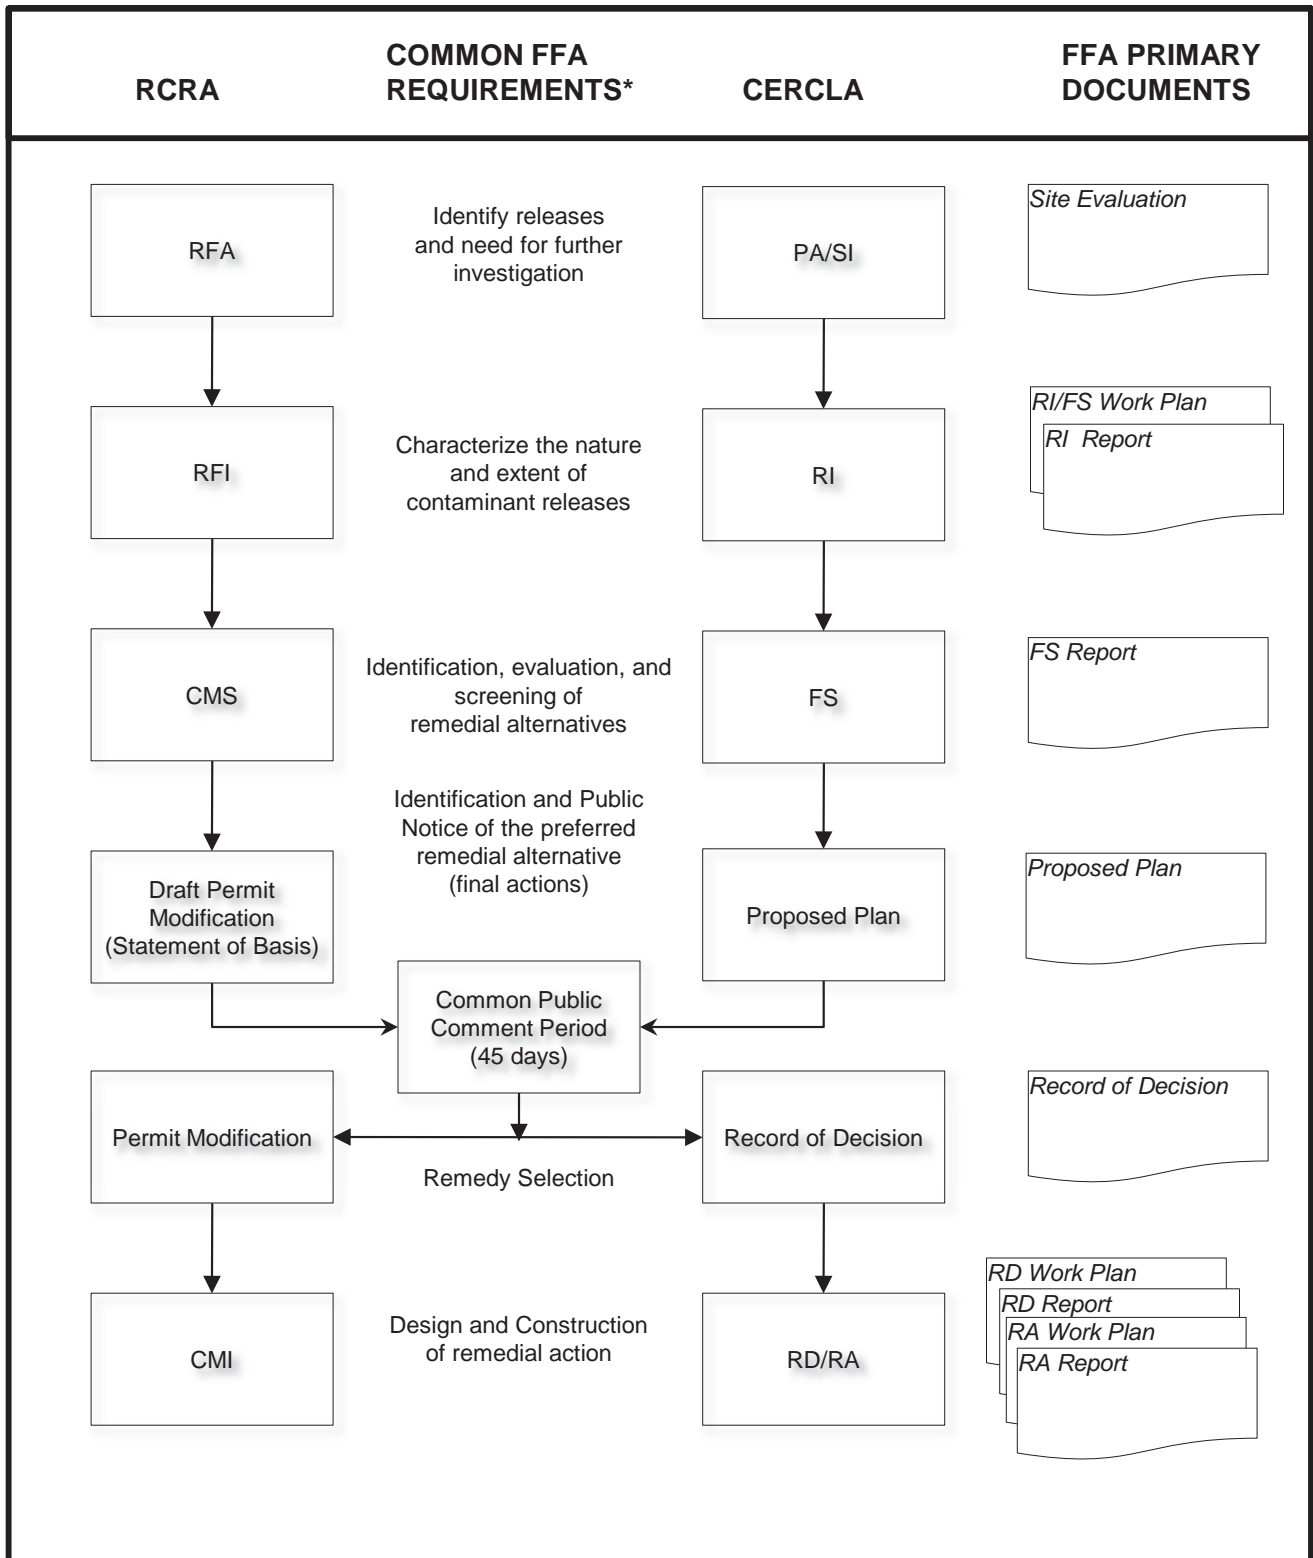 RCRA
COMMON FFA
REQUIREMENTS*
CERCLA
FFA PRIMARY
DOCUMENTS
RFA
Identify releases
and need for further
investigation
PA/SI
Site Evaluation
RFI
Characterize the nature
and extent of
contaminant releases
RI
RI/FS Work Plan
RI Report
CMS
Identification, evaluation, and
screening of
remedial alternatives
FS
FS Report
Identification and Public
Notice of the preferred
remedial alternative
(final actions)
Draft Permit
Modification
(Statement of Basis)
Proposed Plan
Proposed Plan
Common Public
Comment Period
(45 days)
Permit Modification
Remedy Selection
Record of Decision
Record of Decision
CMI
Design and Construction
of remedial action
RD/RA
RD Work Plan
RD Report
RA Work Plan
RA Report